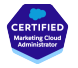 CERTIFIED
Marketing Cloud
Administrator